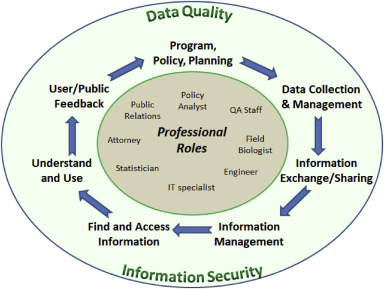 Data Quality
Program,
Policy, Planning
Data Collection
& Management
Information
Exchange/Sharing
Information
Management
Find and Access
Information
Understand
and Use
User/Public
Feedback
Policy
Analyst
Public
Relations
QA Staff
Attorney
Professional
Roles
Field
Biologist
Statistician
Engineer
IT specialist
Information Security